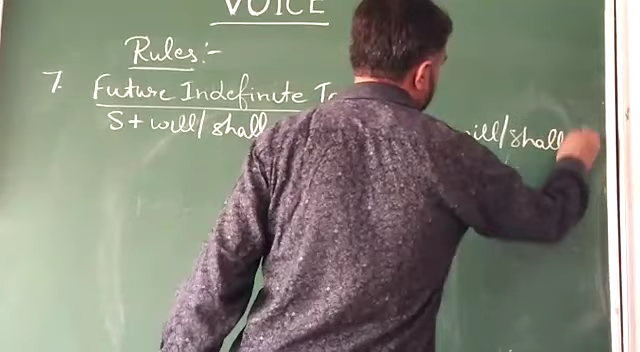 VOICE
Rules:-
7. Future Indefinite
S + will/shall will/shall